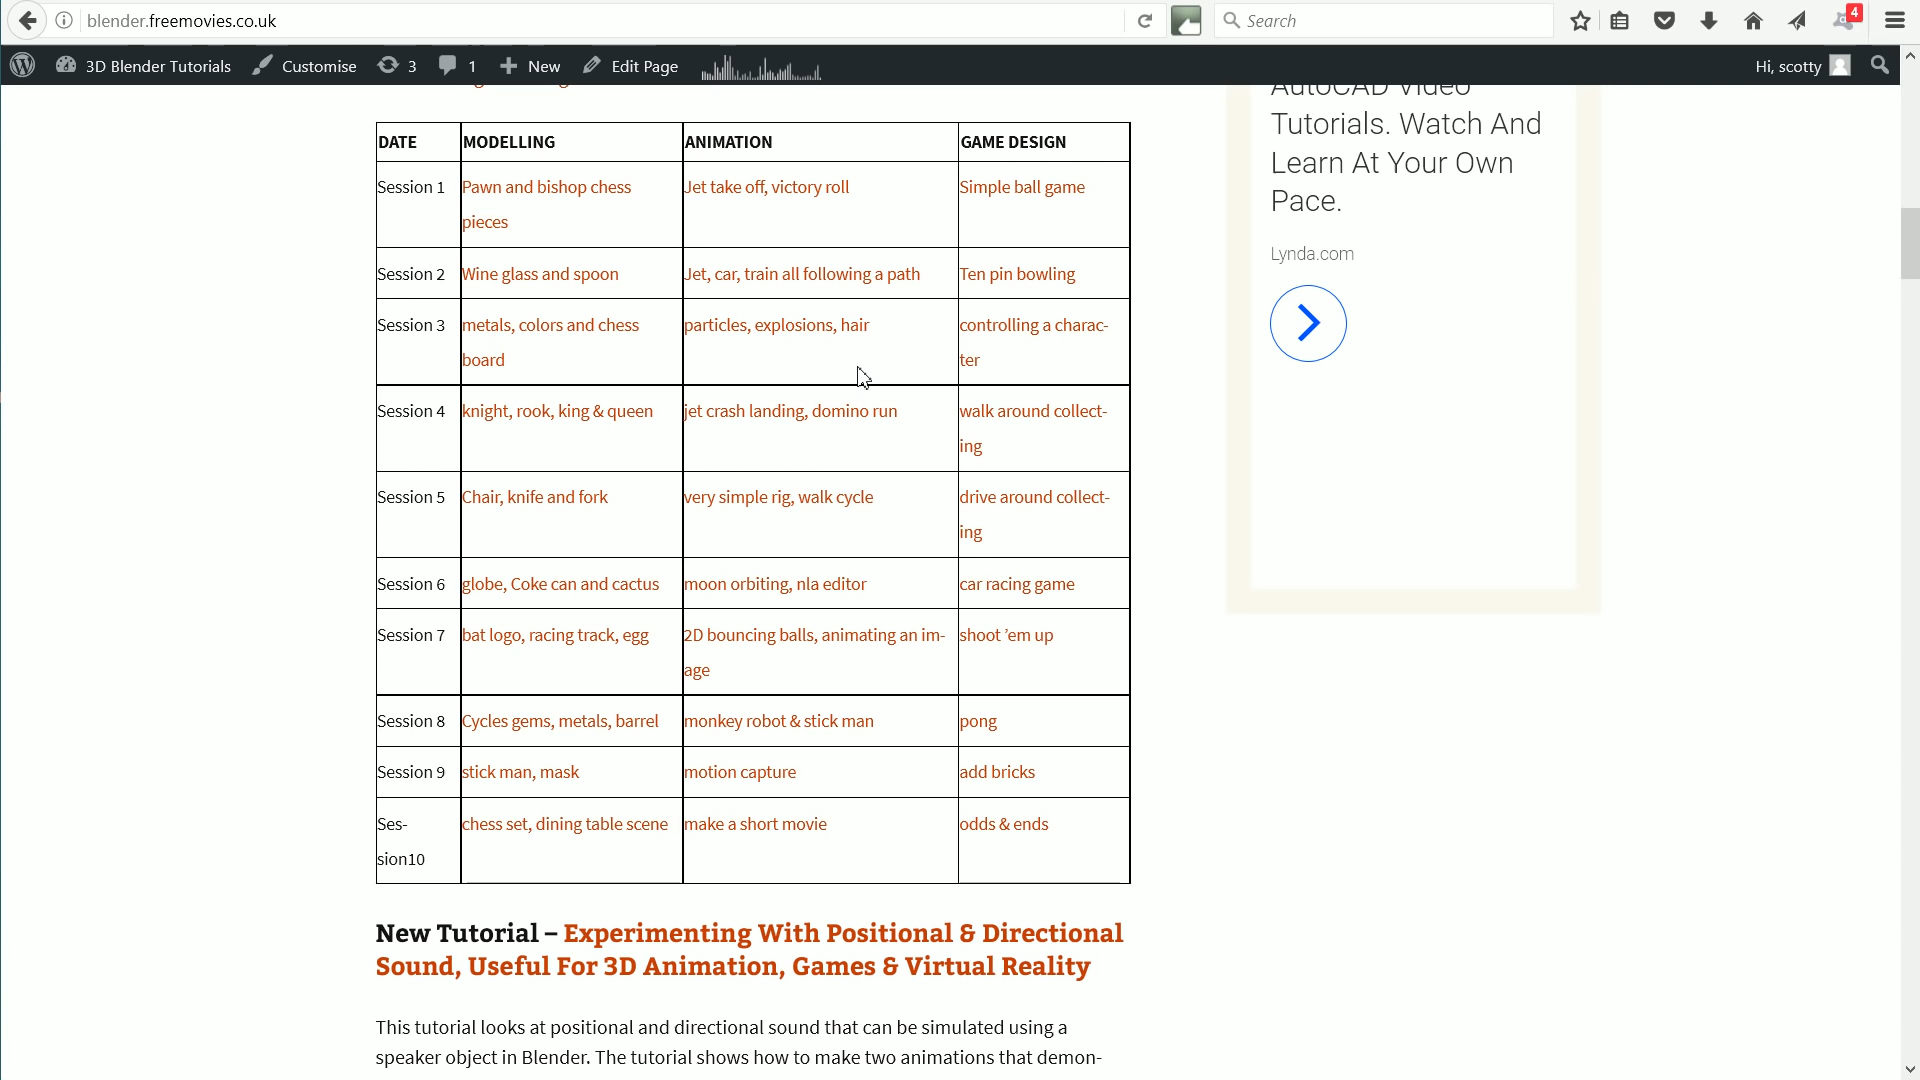 blender.freemovies.co.uk
Search
4
3D Blender Tutorials Customise 3 1 New Edit Page
Hi, scotty
DATE MODELLING ANIMATION GAME DESIGN
Session 1 Pawn and bishop chess Jet take off, victory roll Simple ball game
pieces
Session 2 Wine glass and spoon Jet, car, train all following a path Ten pin bowling
Session 3 metals, colors and chess particles, explosions, hair controlling a charac-
board ter
Session 4 knight, rook, king & queen jet crash landing, domino run walk around collect-
ing
Session 5 Chair, knife and fork very simple rig, walk cycle drive around collect-
ing
Session 6 globe, Coke can and cactus moon orbiting, nla editor car racing game
Session 7 bat logo, racing track, egg 2D bouncing balls, animating an im- shoot ’em up
age
Session 8 Cycles gems, metals, barrel monkey robot & stick man pong
Session 9 stick man, mask motion capture add bricks
Ses- chess set, dining table scene make a short movie odds & ends
sion10
New Tutorial – Experimenting With Positional & Directional
Sound, Useful For 3D Animation, Games & Virtual Reality
This tutorial looks at positional and directional sound that can be simulated using a
speaker object in Blender. The tutorial shows how to make two animations that demon-
AutoCAD Video
Tutorials. Watch And
Learn At Your Own
Pace.
Lynda.com